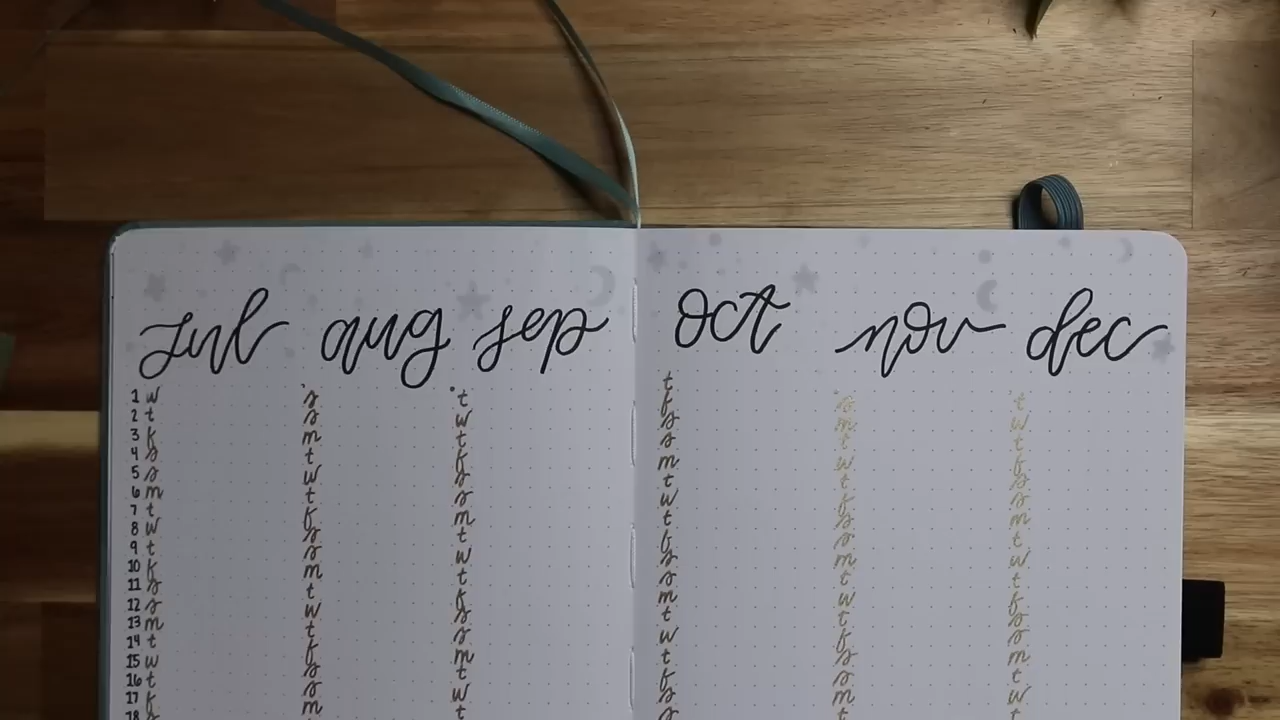 jul aug sep oct nov dec
1 w s t t s t
2 t s w f m w
3 f m t s t t
4 s t f s w f
5 s w s m t s
6 m t s t f s
7 t f m w s m
8 w s t t s t
9 t s w f m w
10 f m t s t t
11 s t f s w f
12 s w s m t s
13 m t s t f s
14 t f m w s m
15 w s t t s t
16 t s w f m w
17 f m t s t t
18 s s